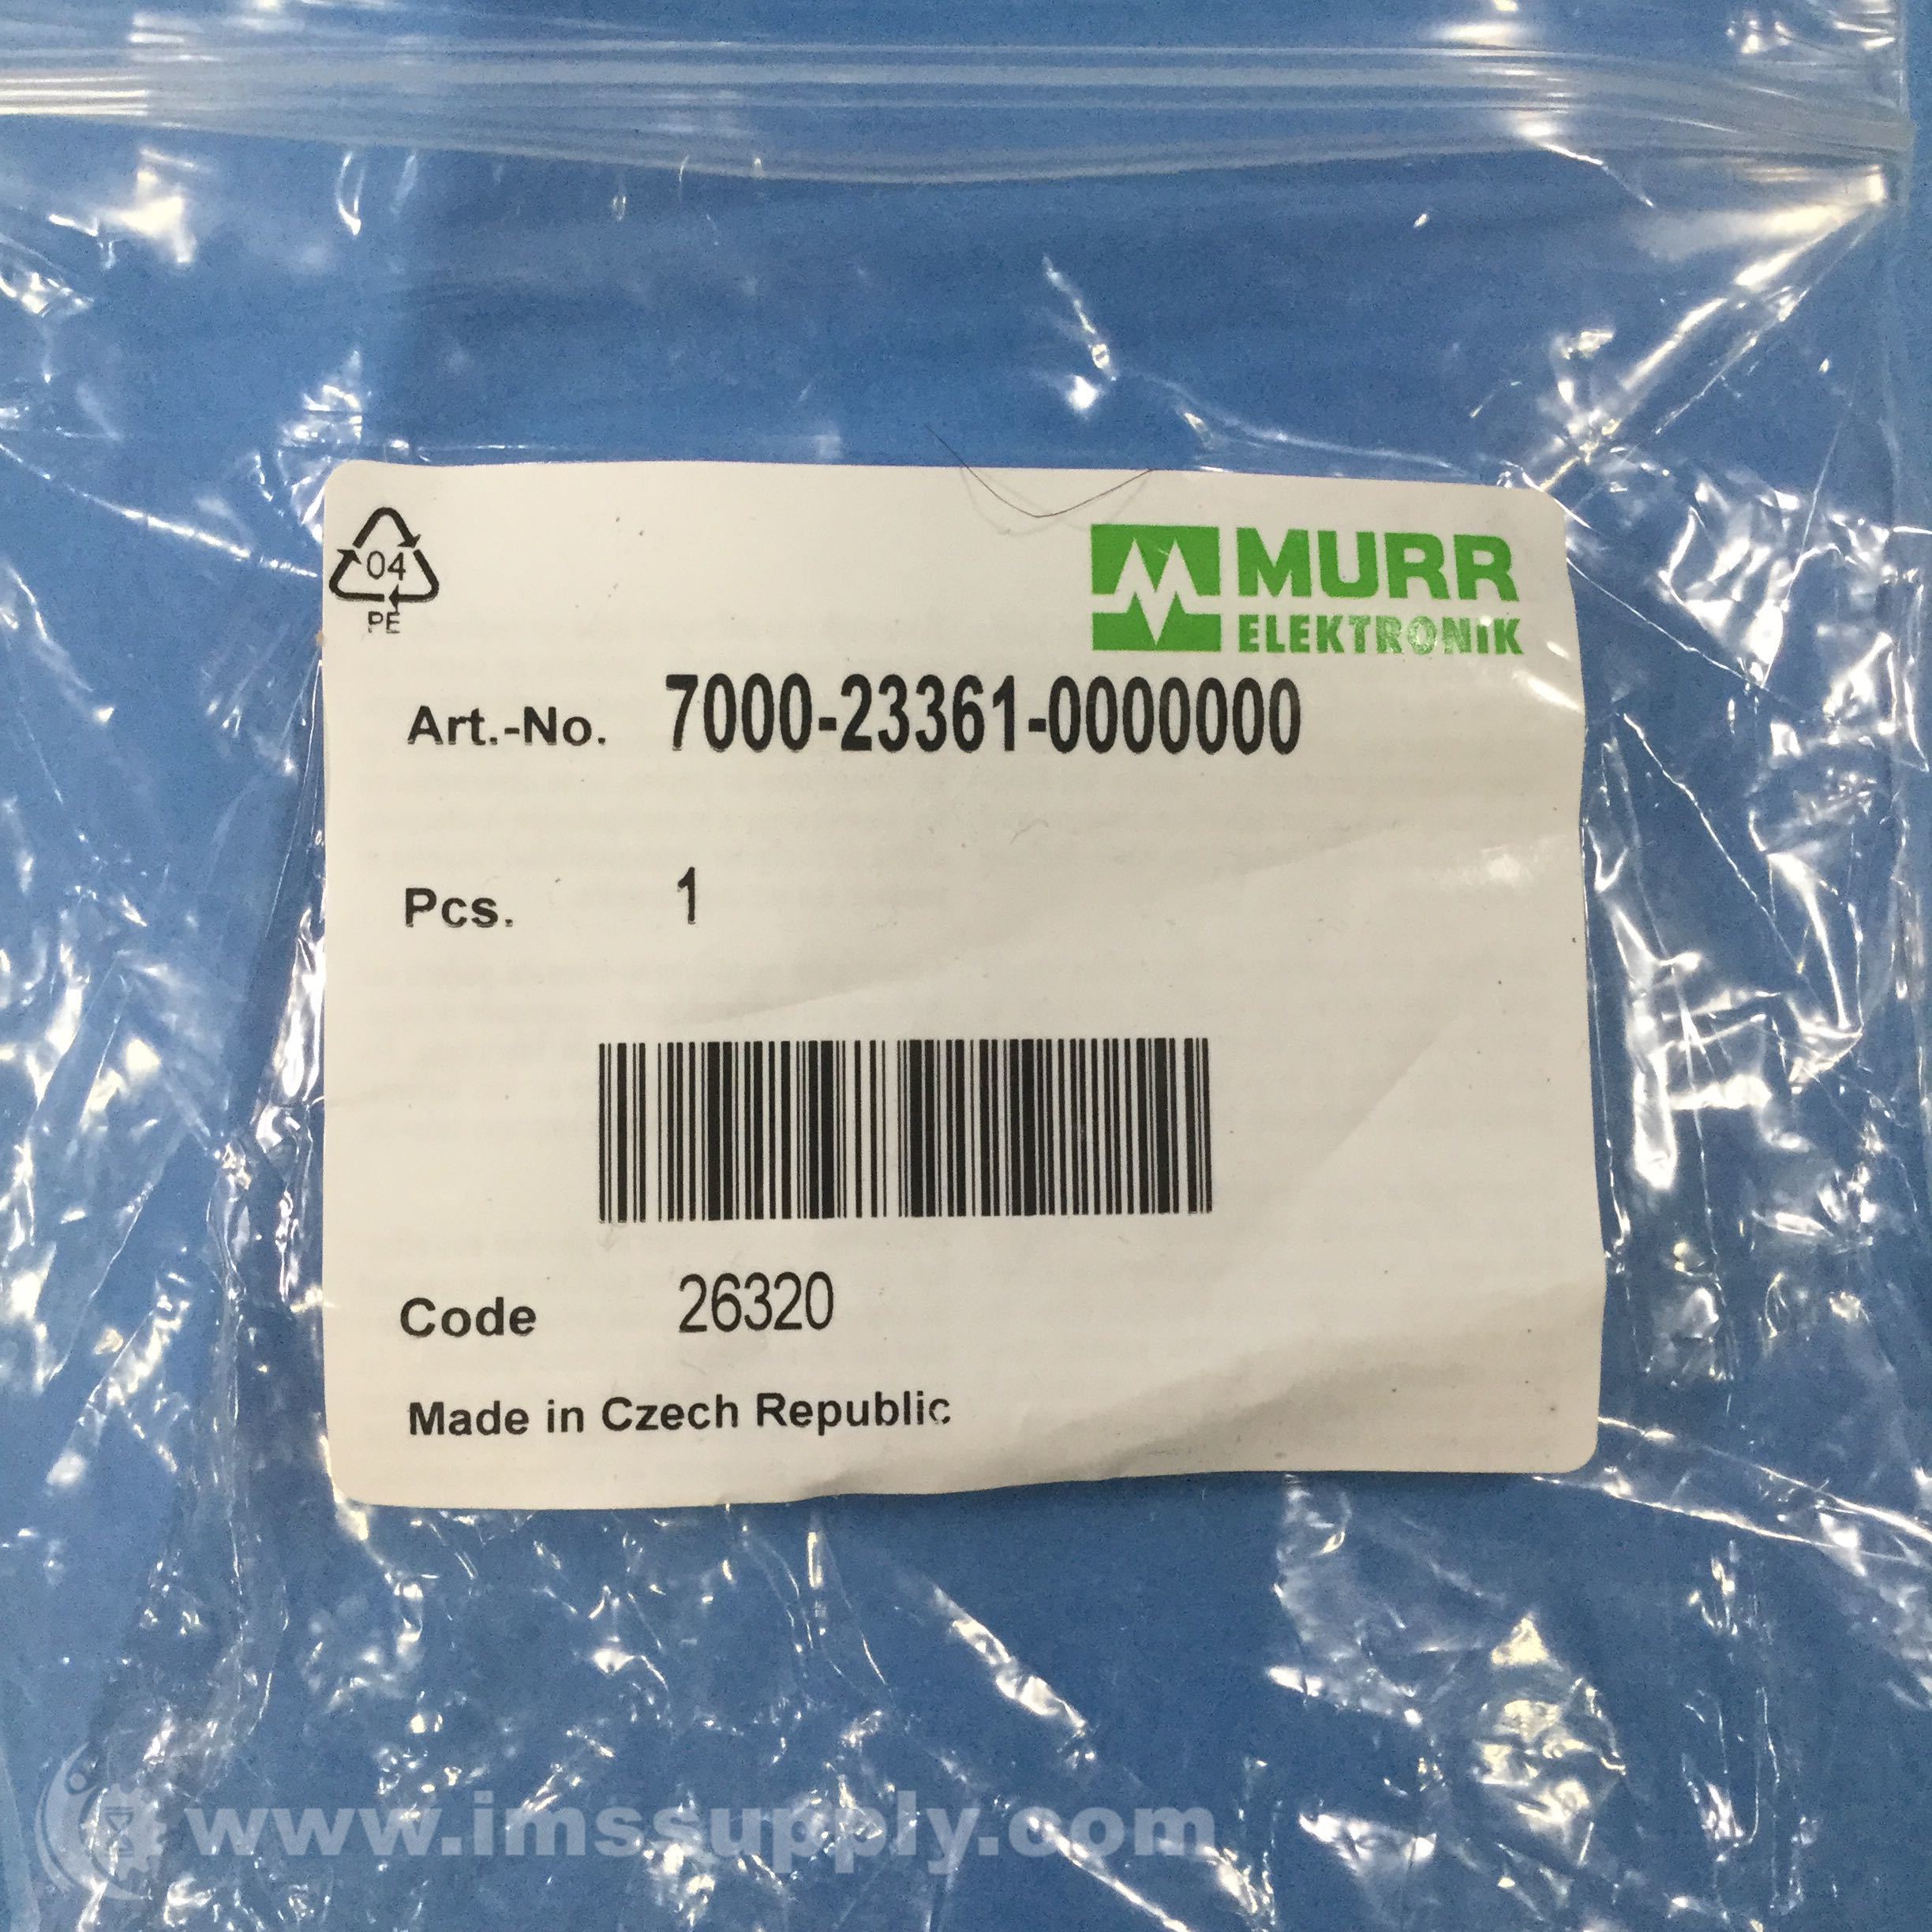 04
PE
MURR
ELEKTRONIK
Art.-No. 7000-23361-0000000
Pcs. 1
Code 26320
Made in Czech Republic
www.imssupply.com